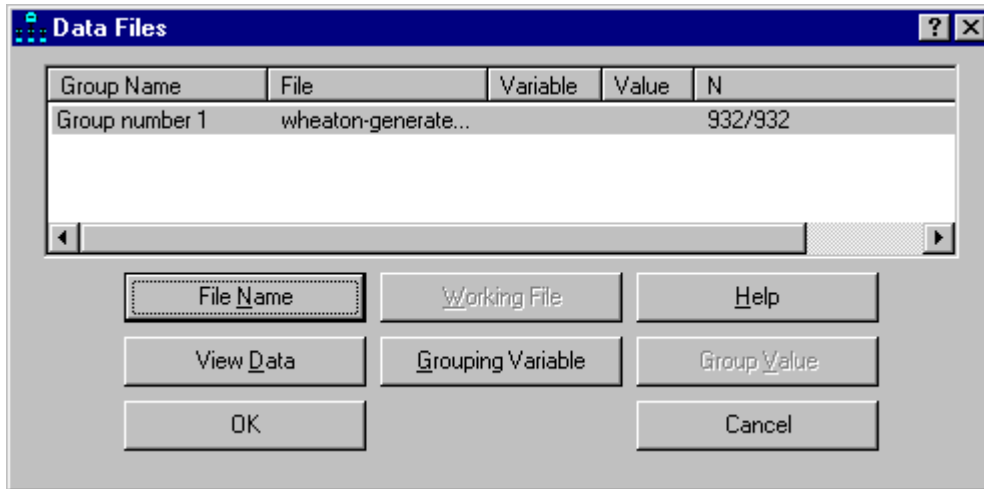 Data Files
Group Name File Variable Value N
Group number 1 wheaton-generate... 932/932
File Name Working File Help
View Data Grouping Variable Group Value
OK Cancel